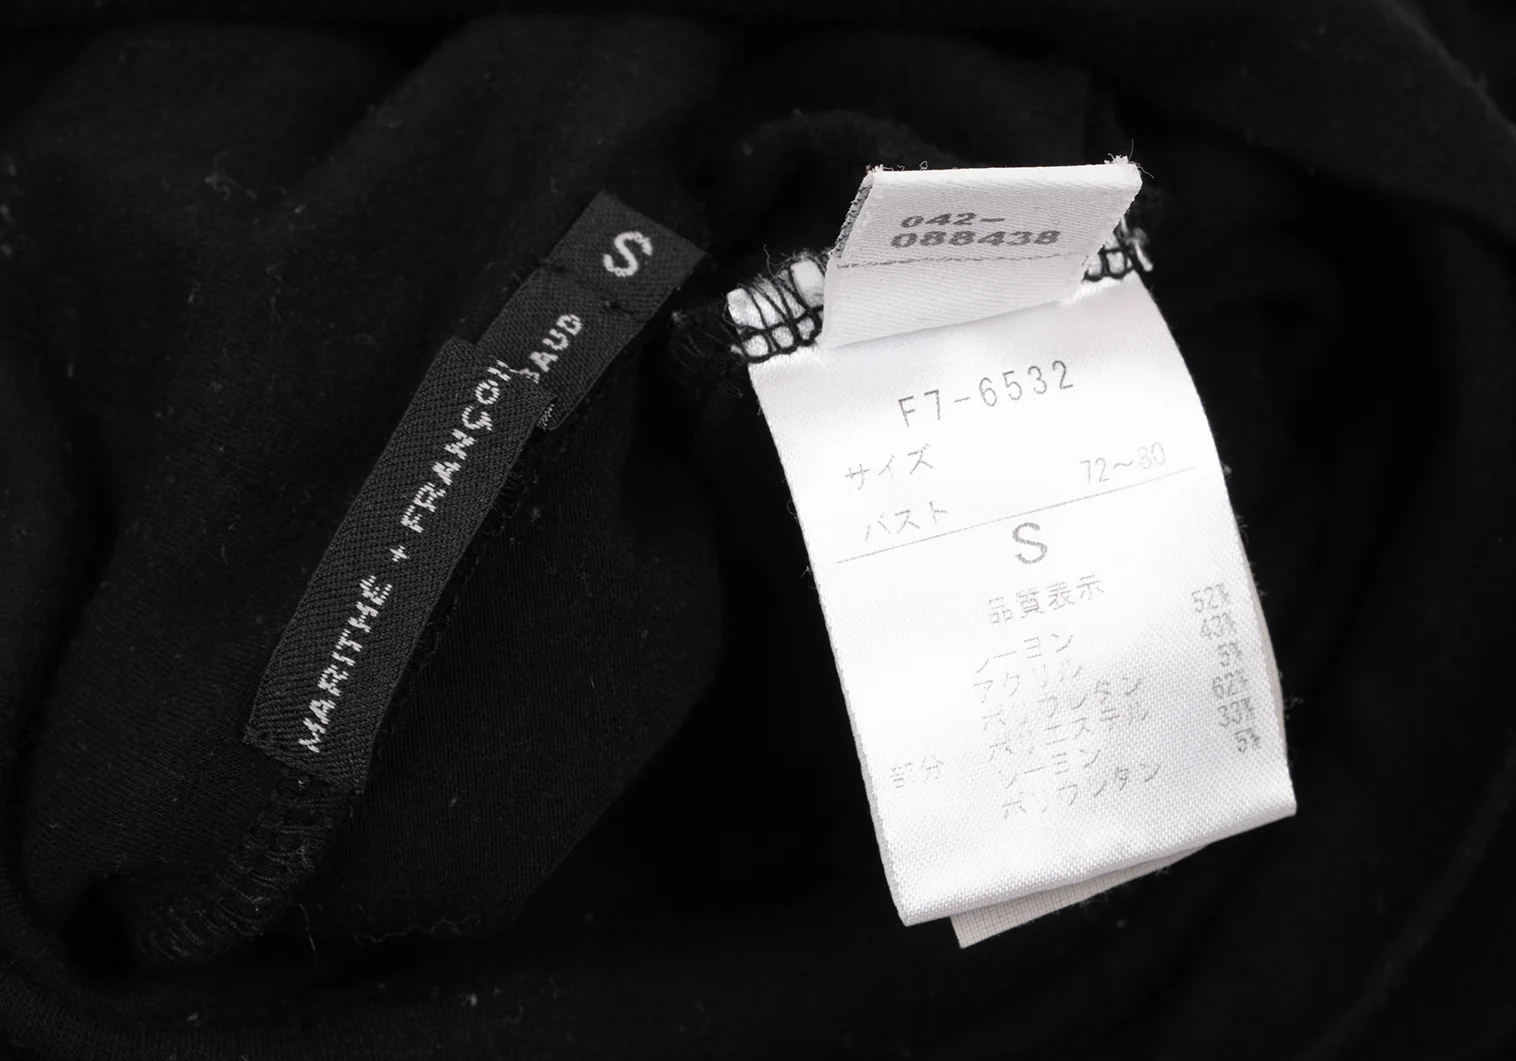 S
MARITHE + FRANÇOI
BAUD
042-
088438
F7-6532
サイズ
バスト 72～80
S
品質表示
レーヨン 52%
アクリル 43%
ポリウレタン 5%
部分 ポリエステル 62%
レーヨン 33%
ポリウレタン 5%